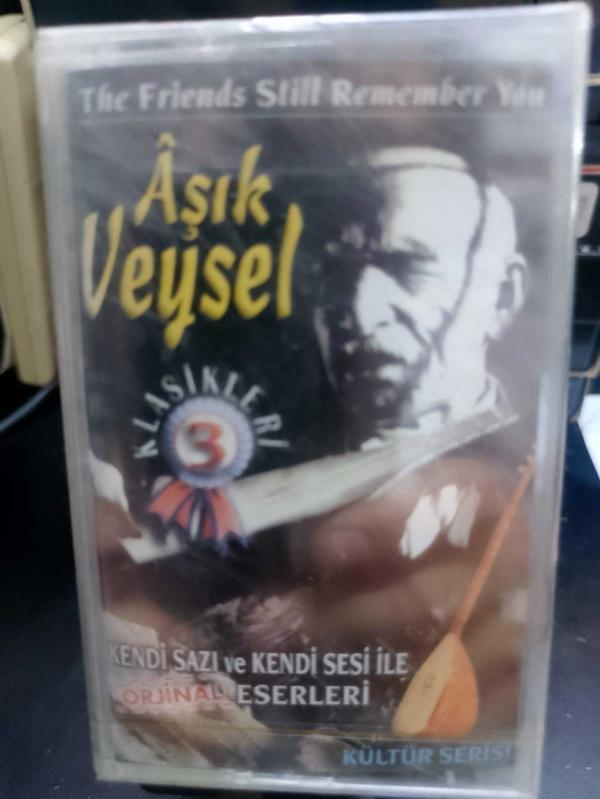 The Friends Still Remember You
Âşık
Veysel
KLASİKLERİ
3
KENDİ SAZI ve KENDİ SESİ İLE
ORJİNAL ESERLERİ
KÜLTÜR SERİSİ